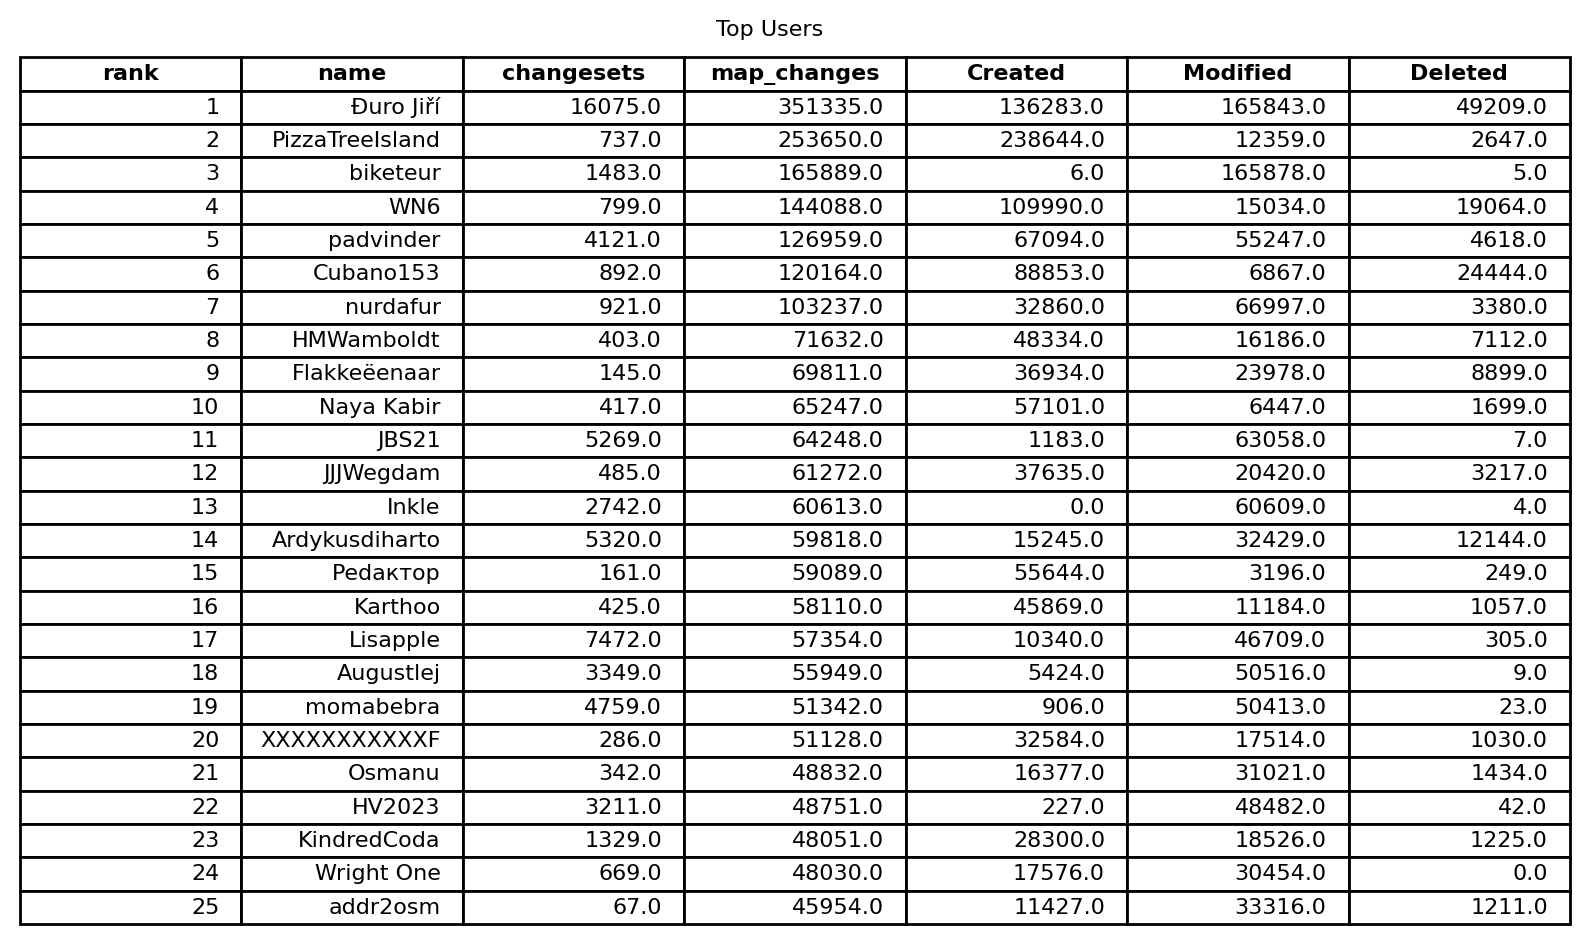 Top Users
rank name changesets map_changes Created Modified Deleted
1 Đuro Jiří 16075.0 351335.0 136283.0 165843.0 49209.0
2 PizzaTreeIsland 737.0 253650.0 238644.0 12359.0 2647.0
3 biketeur 1483.0 165889.0 6.0 165878.0 5.0
4 WN6 799.0 144088.0 109990.0 15034.0 19064.0
5 padvinder 4121.0 126959.0 67094.0 55247.0 4618.0
6 Cubano153 892.0 120164.0 88853.0 6867.0 24444.0
7 nurdafur 921.0 103237.0 32860.0 66997.0 3380.0
8 HMWamboldt 403.0 71632.0 48334.0 16186.0 7112.0
9 Flakkeëenaar 145.0 69811.0 36934.0 23978.0 8899.0
10 Naya Kabir 417.0 65247.0 57101.0 6447.0 1699.0
11 JBS21 5269.0 64248.0 1183.0 63058.0 7.0
12 JJJWegdam 485.0 61272.0 37635.0 20420.0 3217.0
13 Inkle 2742.0 60613.0 0.0 60609.0 4.0
14 Ardykusdiharto 5320.0 59818.0 15245.0 32429.0 12144.0
15 Редактор 161.0 59089.0 55644.0 3196.0 249.0
16 Karthoo 425.0 58110.0 45869.0 11184.0 1057.0
17 Lisapple 7472.0 57354.0 10340.0 46709.0 305.0
18 Augustlej 3349.0 55949.0 5424.0 50516.0 9.0
19 momabebra 4759.0 51342.0 906.0 50413.0 23.0
20 XXXXXXXXXXXF 286.0 51128.0 32584.0 17514.0 1030.0
21 Osmanu 342.0 48832.0 16377.0 31021.0 1434.0
22 HV2023 3211.0 48751.0 227.0 48482.0 42.0
23 KindredCoda 1329.0 48051.0 28300.0 18526.0 1225.0
24 Wright One 669.0 48030.0 17576.0 30454.0 0.0
25 addr2osm 67.0 45954.0 11427.0 33316.0 1211.0